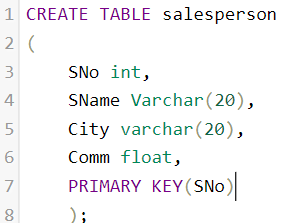 1 CREATE TABLE salesperson
2 (
3 SNo int,
4 SName Varchar(20),
5 City varchar(20),
6 Comm float,
7 PRIMARY KEY(SNo)
8 );